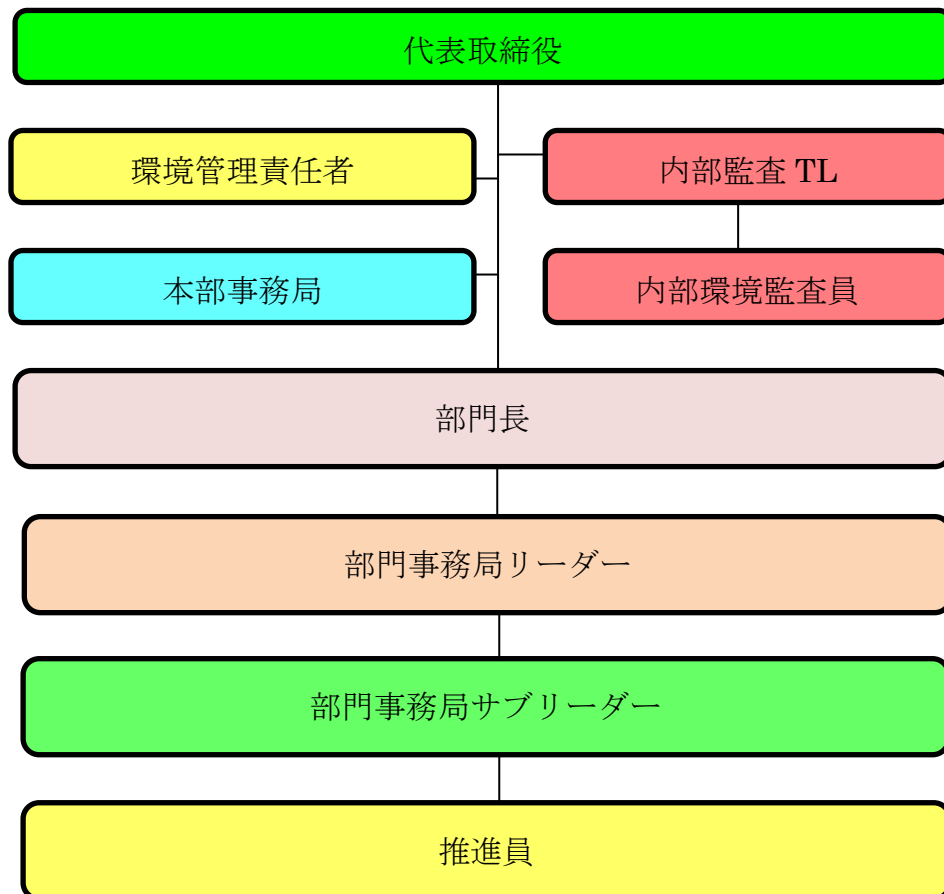 代表取締役
環境管理責任者
内部監査 TL
本部事務局
内部環境監査員
部門長
部門事務局リーダー
部門事務局サブリーダー
推進員